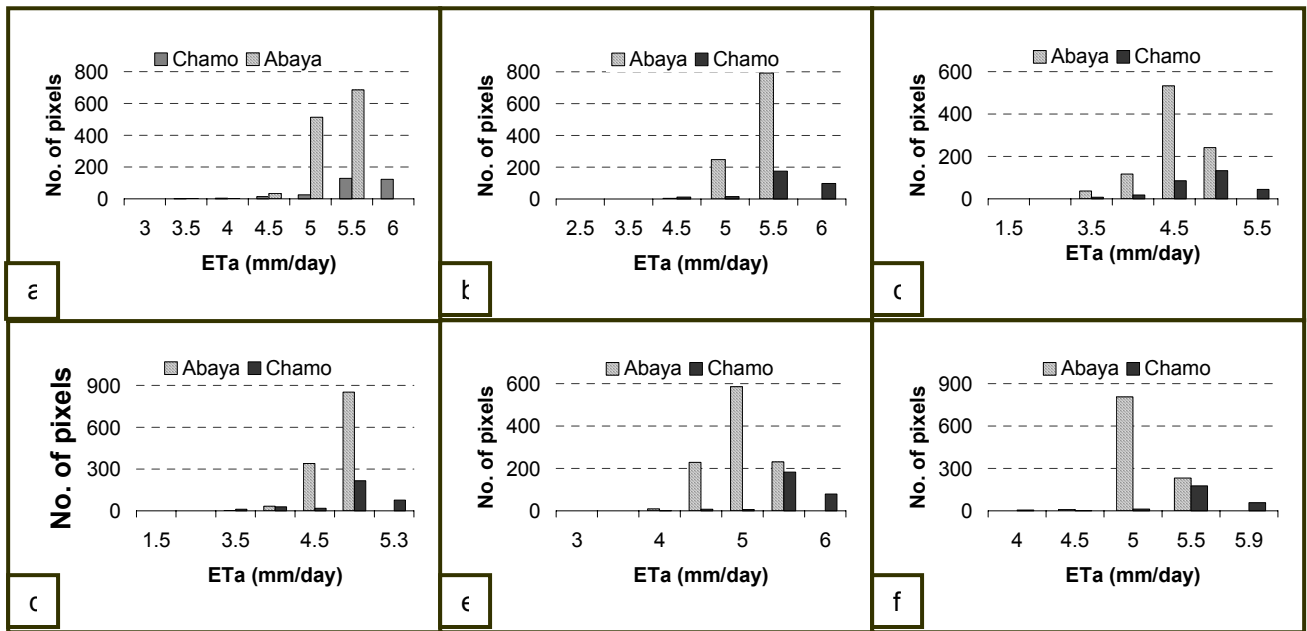 Chamo Abaya
No. of pixels
800
600
400
200
0
3 3.5 4 4.5 5 5.5 6
ETa (mm/day)
a
Abaya Chamo
No. of pixels
800
600
400
200
0
2.5 3.5 4.5 5 5.5 6
ETa (mm/day)
b
Abaya Chamo
No. of pixels
600
400
200
0
1.5 3.5 4.5 5.5
ETa (mm/day)
c
Abaya Chamo
No. of pixels
900
600
300
0
1.5 3.5 4.5 5.3
ETa (mm/day)
d
Abaya Chamo
No. of pixels
600
400
200
0
3 4 5 6
ETa (mm/day)
e
Abaya Chamo
No. of pixels
900
600
300
0
4 4.5 5 5.5 5.9
ETa (mm/day)
f